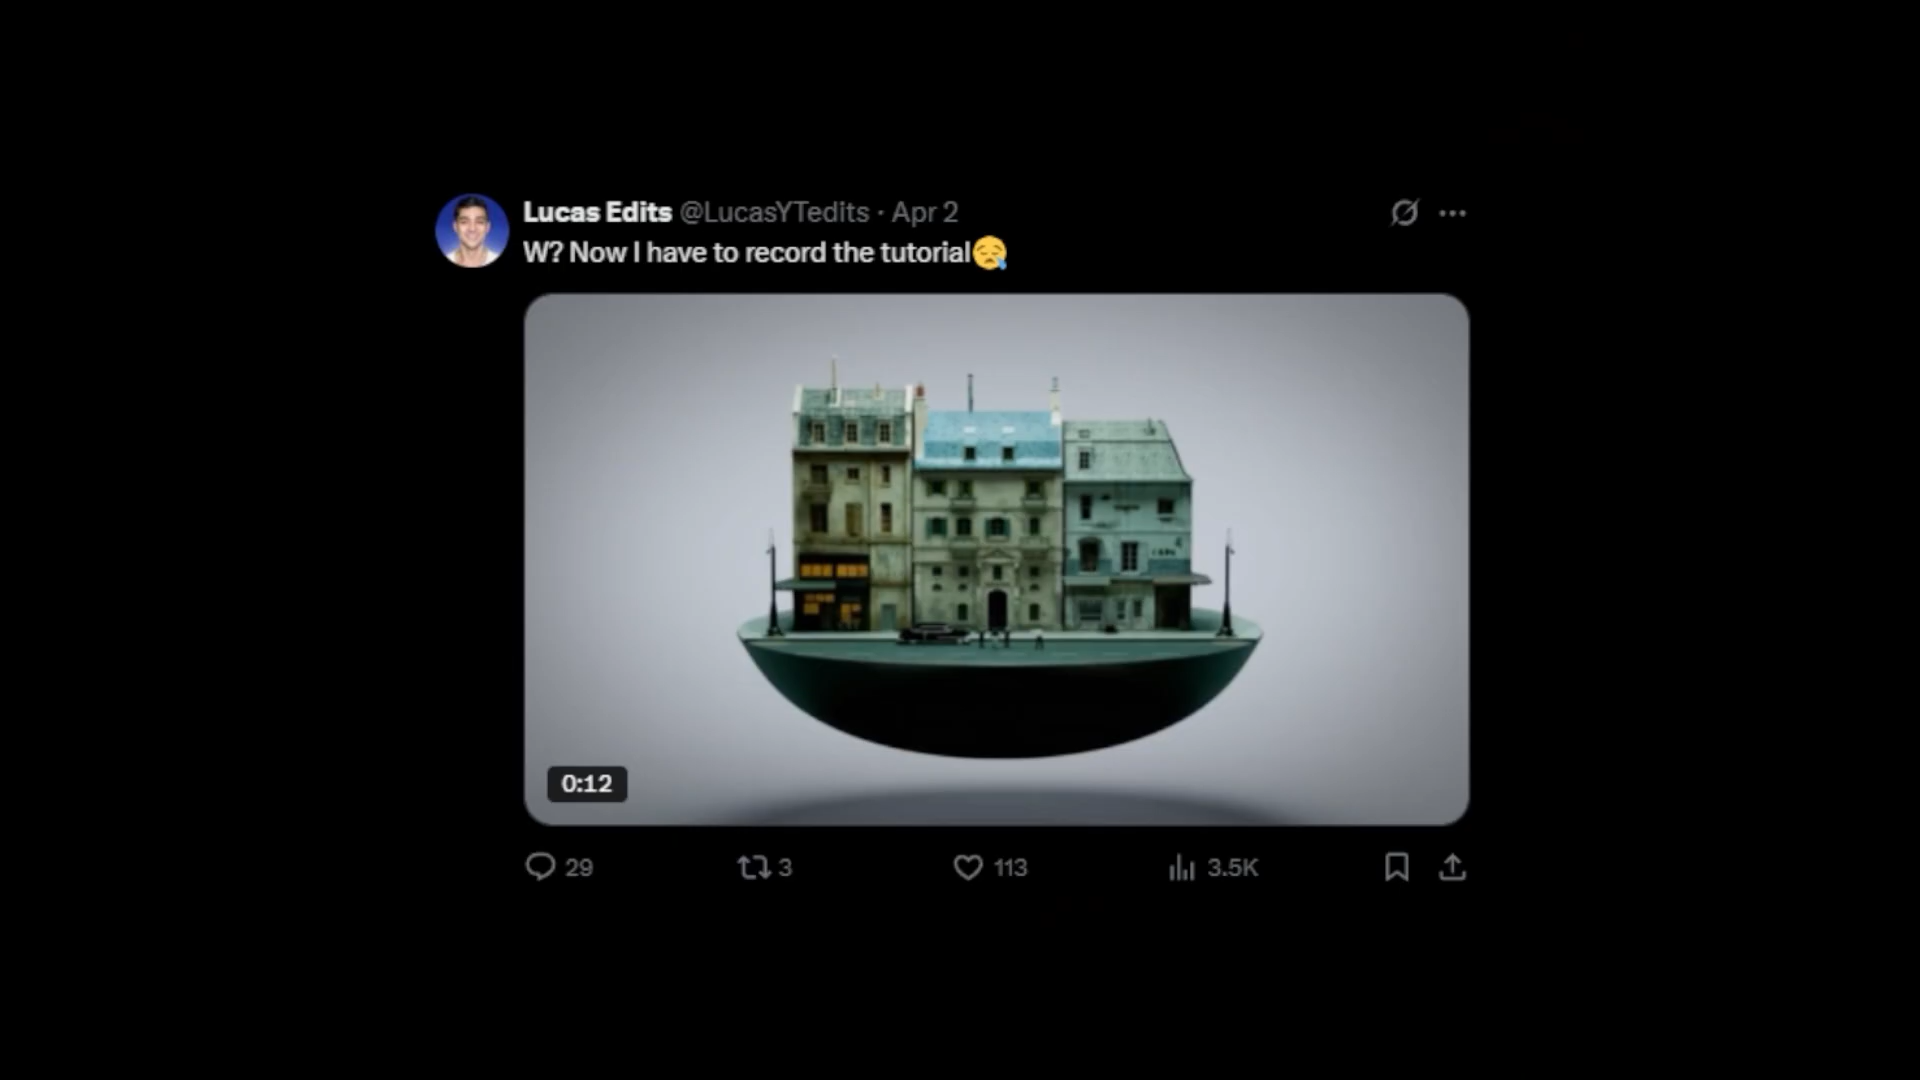 Lucas Edits @LucasYTedits · Apr 2
W? Now I have to record the tutorial😪
0:12
29 3 113 3.5K